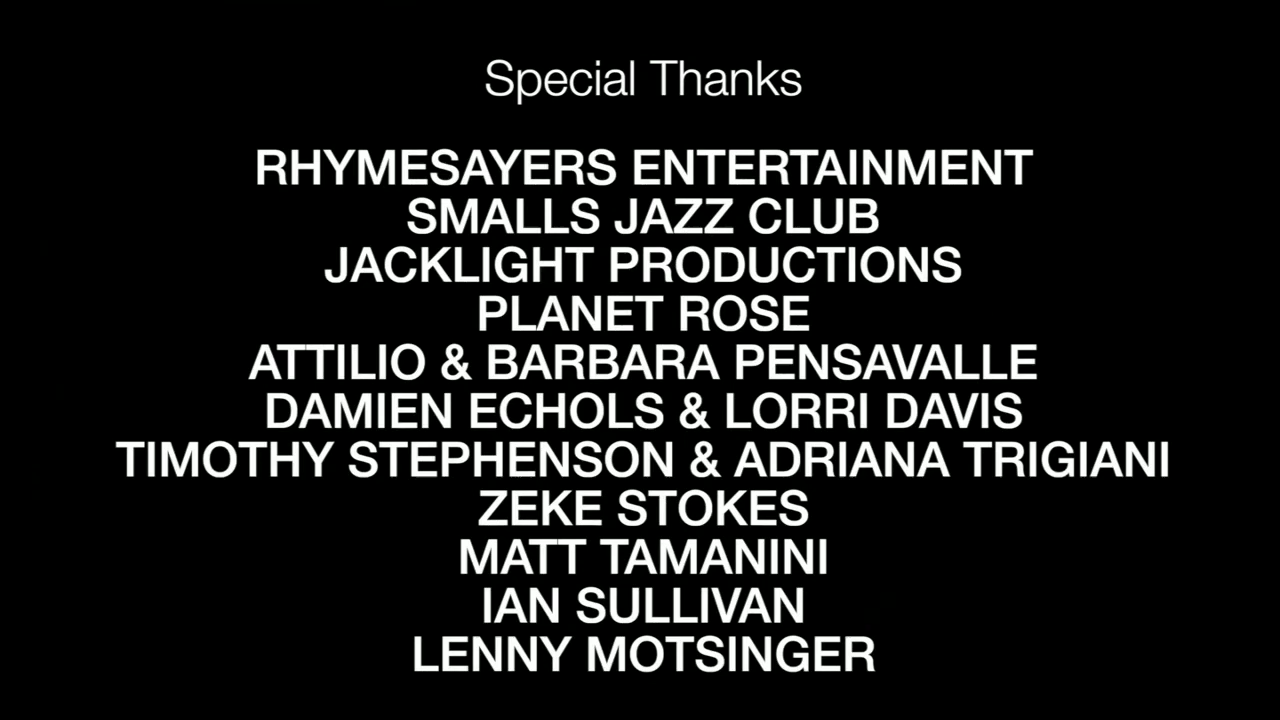 Special Thanks
RHYMESAYERS ENTERTAINMENT
SMALLS JAZZ CLUB
JACKLIGHT PRODUCTIONS
PLANET ROSE
ATTILIO & BARBARA PENSAVALLE
DAMIEN ECHOLS & LORRI DAVIS
TIMOTHY STEPHENSON & ADRIANA TRIGIANI
ZEKE STOKES
MATT TAMANINI
IAN SULLIVAN
LENNY MOTSINGER